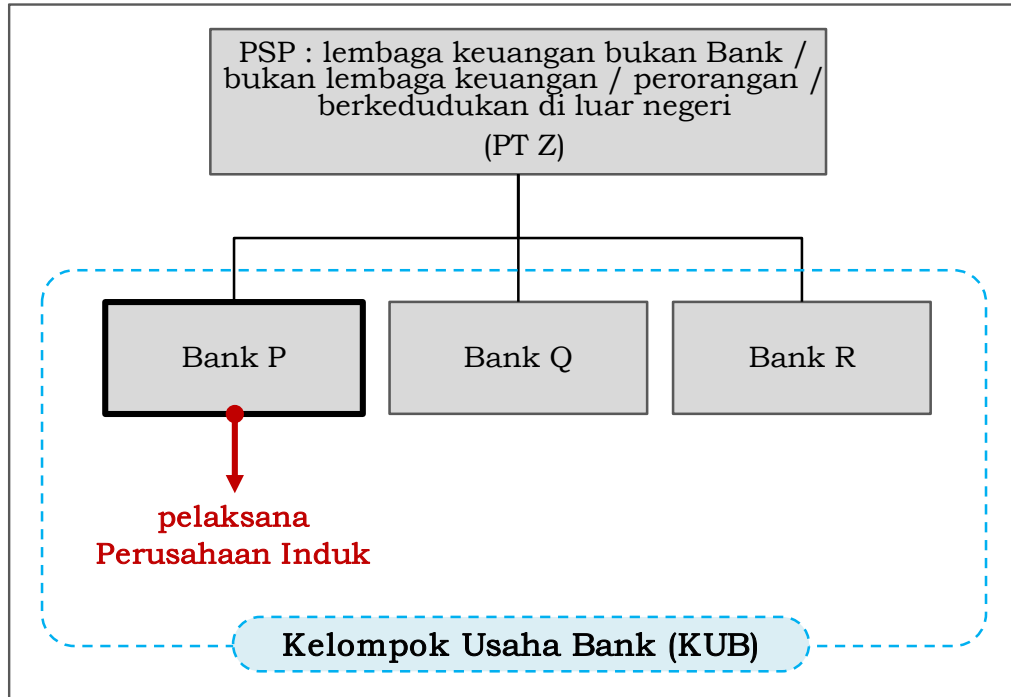 PSP : lembaga keuangan bukan Bank /
bukan lembaga keuangan / perorangan /
berkedudukan di luar negeri
(PT Z)
Bank P
Bank Q
Bank R
pelaksana
Perusahaan Induk
Kelompok Usaha Bank (KUB)